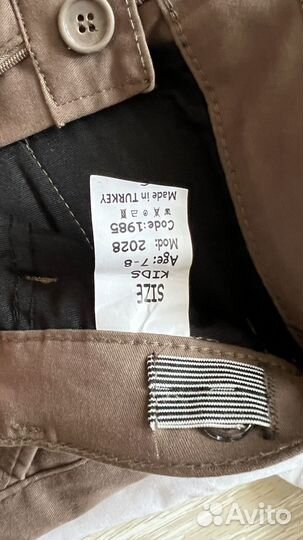 SIZE
KIDS
Age: 7-8
Mod: 2028
Code:1985
Made in TURKEY
Avito